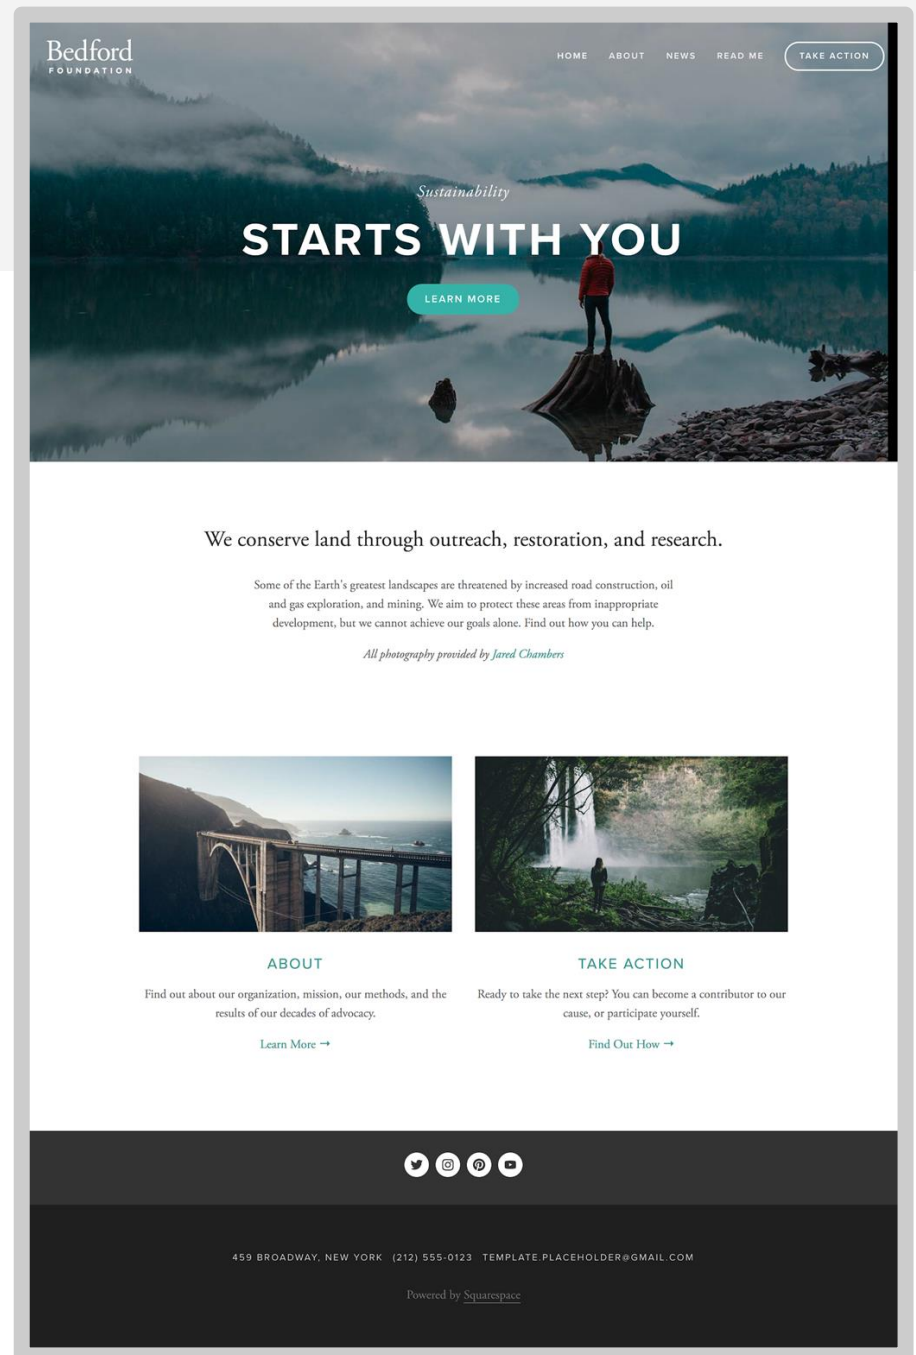 Bedford
FOUNDATION
HOME ABOUT NEWS READ ME TAKE ACTION
Sustainability
STARTS WITH YOU
LEARN MORE
We conserve land through outreach, restoration, and research.
Some of the Earth's greatest landscapes are threatened by increased road construction, oil
and gas exploration, and mining. We aim to protect these areas from inappropriate
development, but we cannot achieve our goals alone. Find out how you can help.
All photography provided by Jared Chambers
ABOUT
Find out about our organization, mission, our methods, and the
results of our decades of advocacy.
Learn More →
TAKE ACTION
Ready to take the next step? You can become a contributor to our
cause, or participate yourself.
Find Out How →
459 BROADWAY, NEW YORK (212) 555-0123 TEMPLATE.PLACEHOLDER@GMAIL.COM
Powered by Squarespace